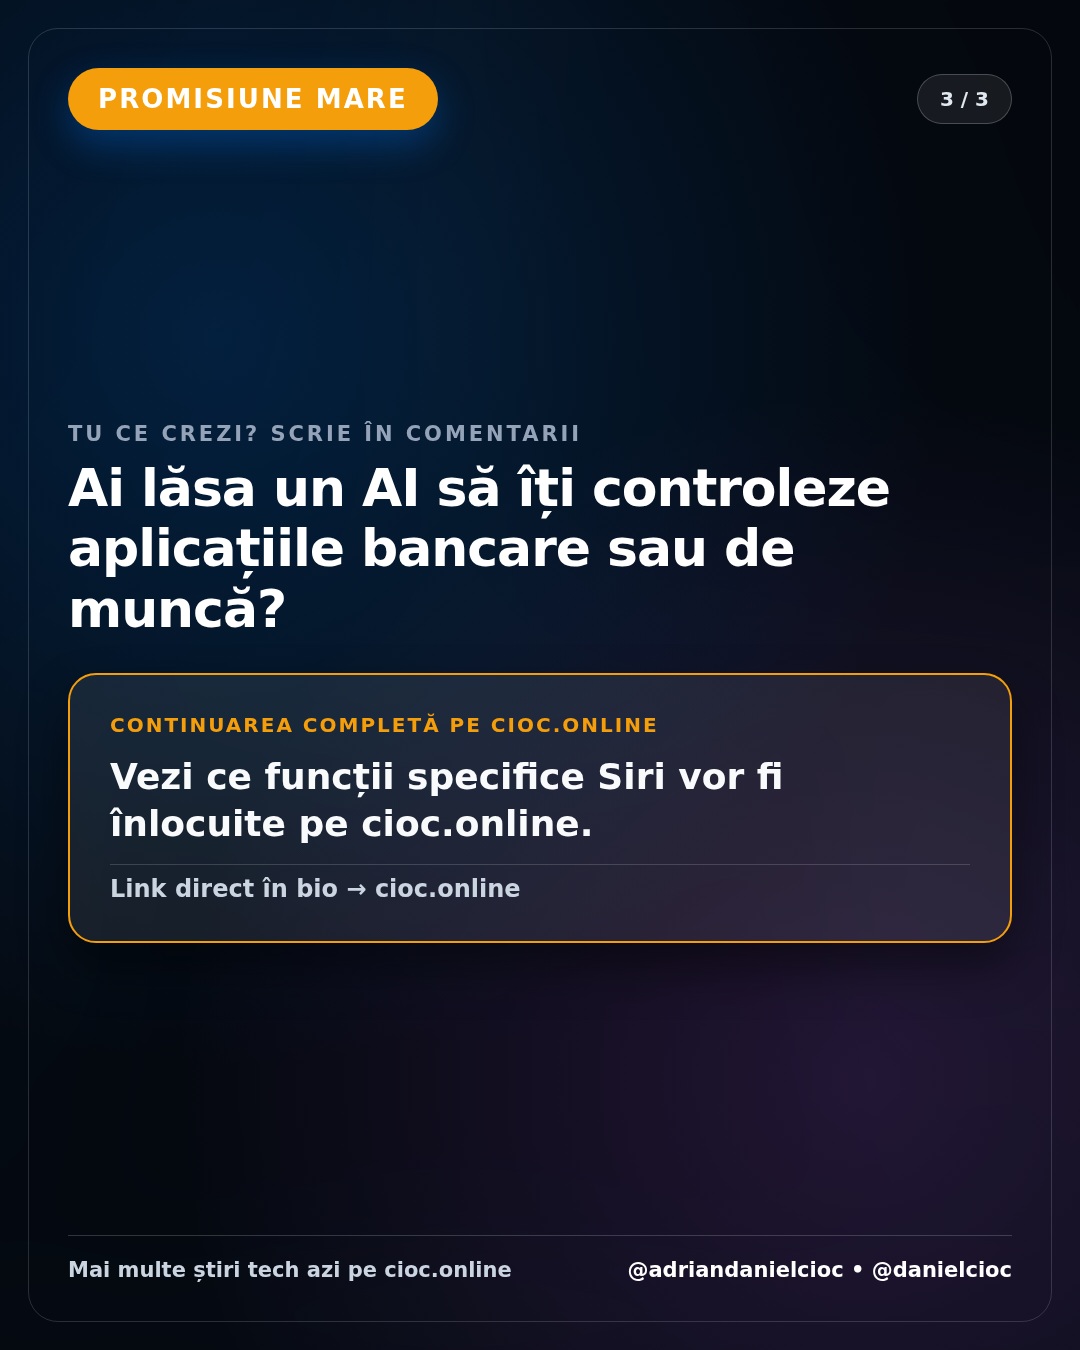 PROMISIUNE MARE
3 / 3
TU CE CREZI? SCRIE ÎN COMENTARII
Ai lăsa un AI să îți controleze
aplicațiile bancare sau de
muncă?
CONTINUAREA COMPLETĂ PE CIOC.ONLINE
Vezi ce funcții specifice Siri vor fi
înlocuite pe cioc.online.
Link direct în bio → cioc.online
Mai multe știri tech azi pe cioc.online
@adriandanielcioc • @danielcioc